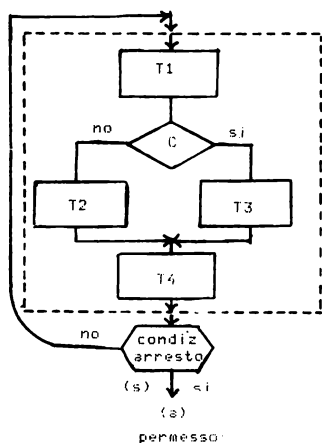 T1
no
C
si
T2
T3
T4
no
condiz
arresto
(s)
si
(a)
permesso: